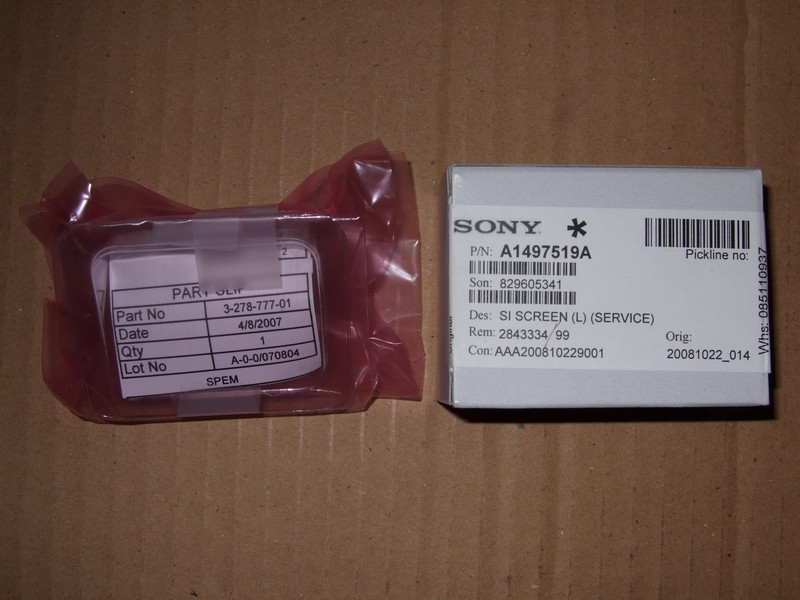 2
PART SLIP
Part No 3-278-777-01
Date 4/8/2007
Qty 1
Lot No A-0-0/070804
SPEM
SONY *
P/N: A1497519A
Pickline no:
Son: 829605341
Des: SI SCREEN (L) (SERVICE)
Rem: 2843334/99
Orig:
Con: AAA200810229001
20081022_014
Whs: 085110937